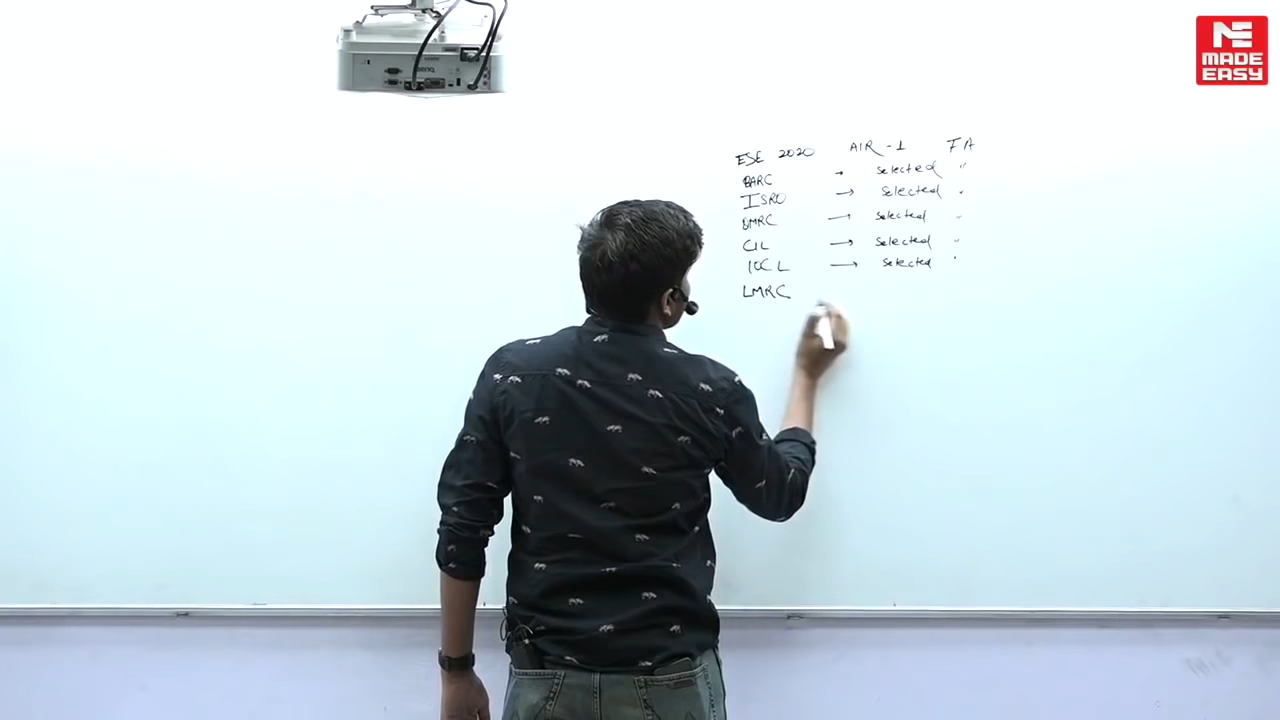 MADE
EASY
ESE 2020 AIR-1 FA
BARC → Selected "
ISRO → Selected "
DMRC → Selected "
CIL → Selected "
IOCL → Selected "
LMRC